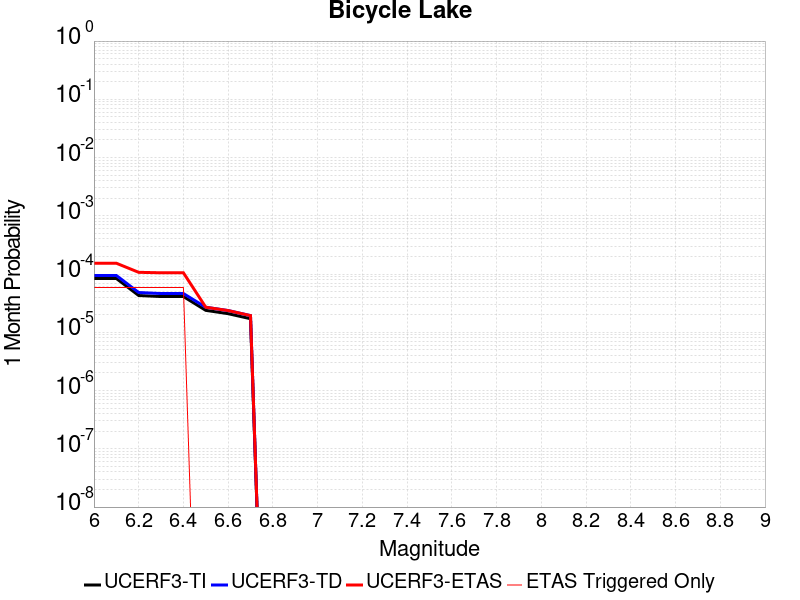 Bicycle Lake
10^0
10^-1
10^-2
10^-3
10^-4
10^-5
10^-6
10^-7
10^-8
1 Month Probability
6 6.2 6.4 6.6 6.8 7 7.2 7.4 7.6 7.8 8 8.2 8.4 8.6 8.8 9
Magnitude
UCERF3-TI UCERF3-TD UCERF3-ETAS ETAS Triggered Only